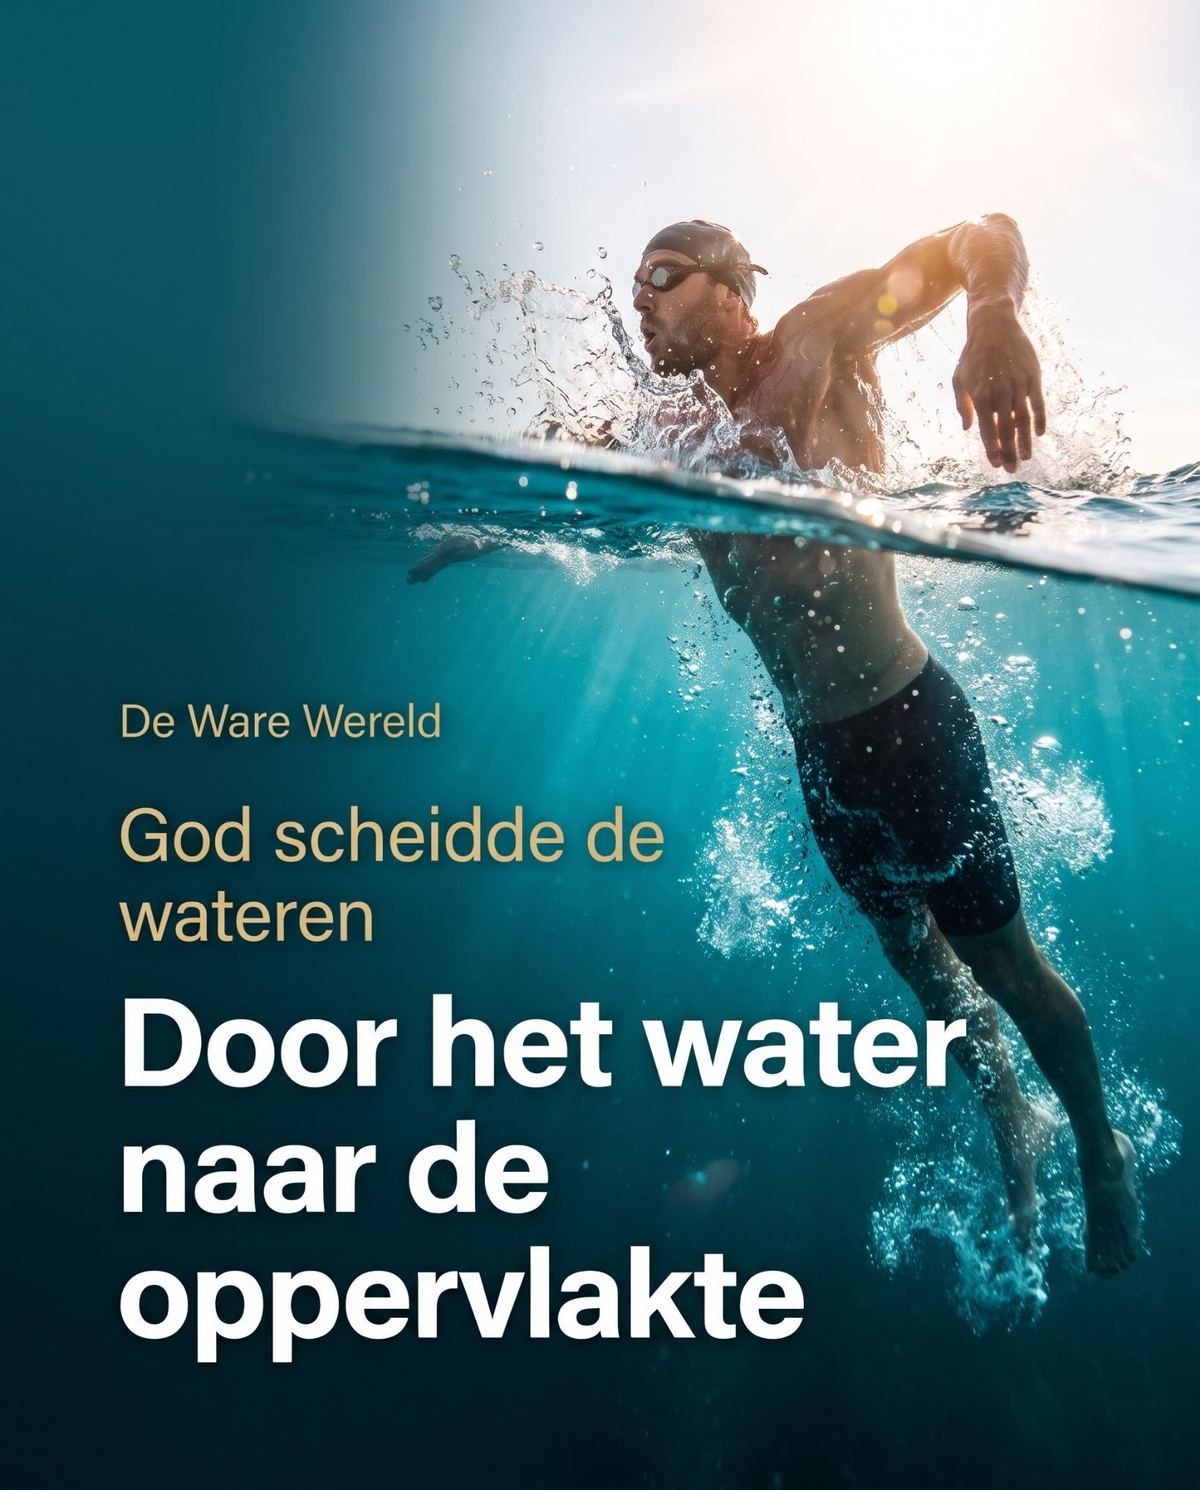 De Ware Wereld
God scheidde de
wateren
Door het water
naar de
oppervlakte